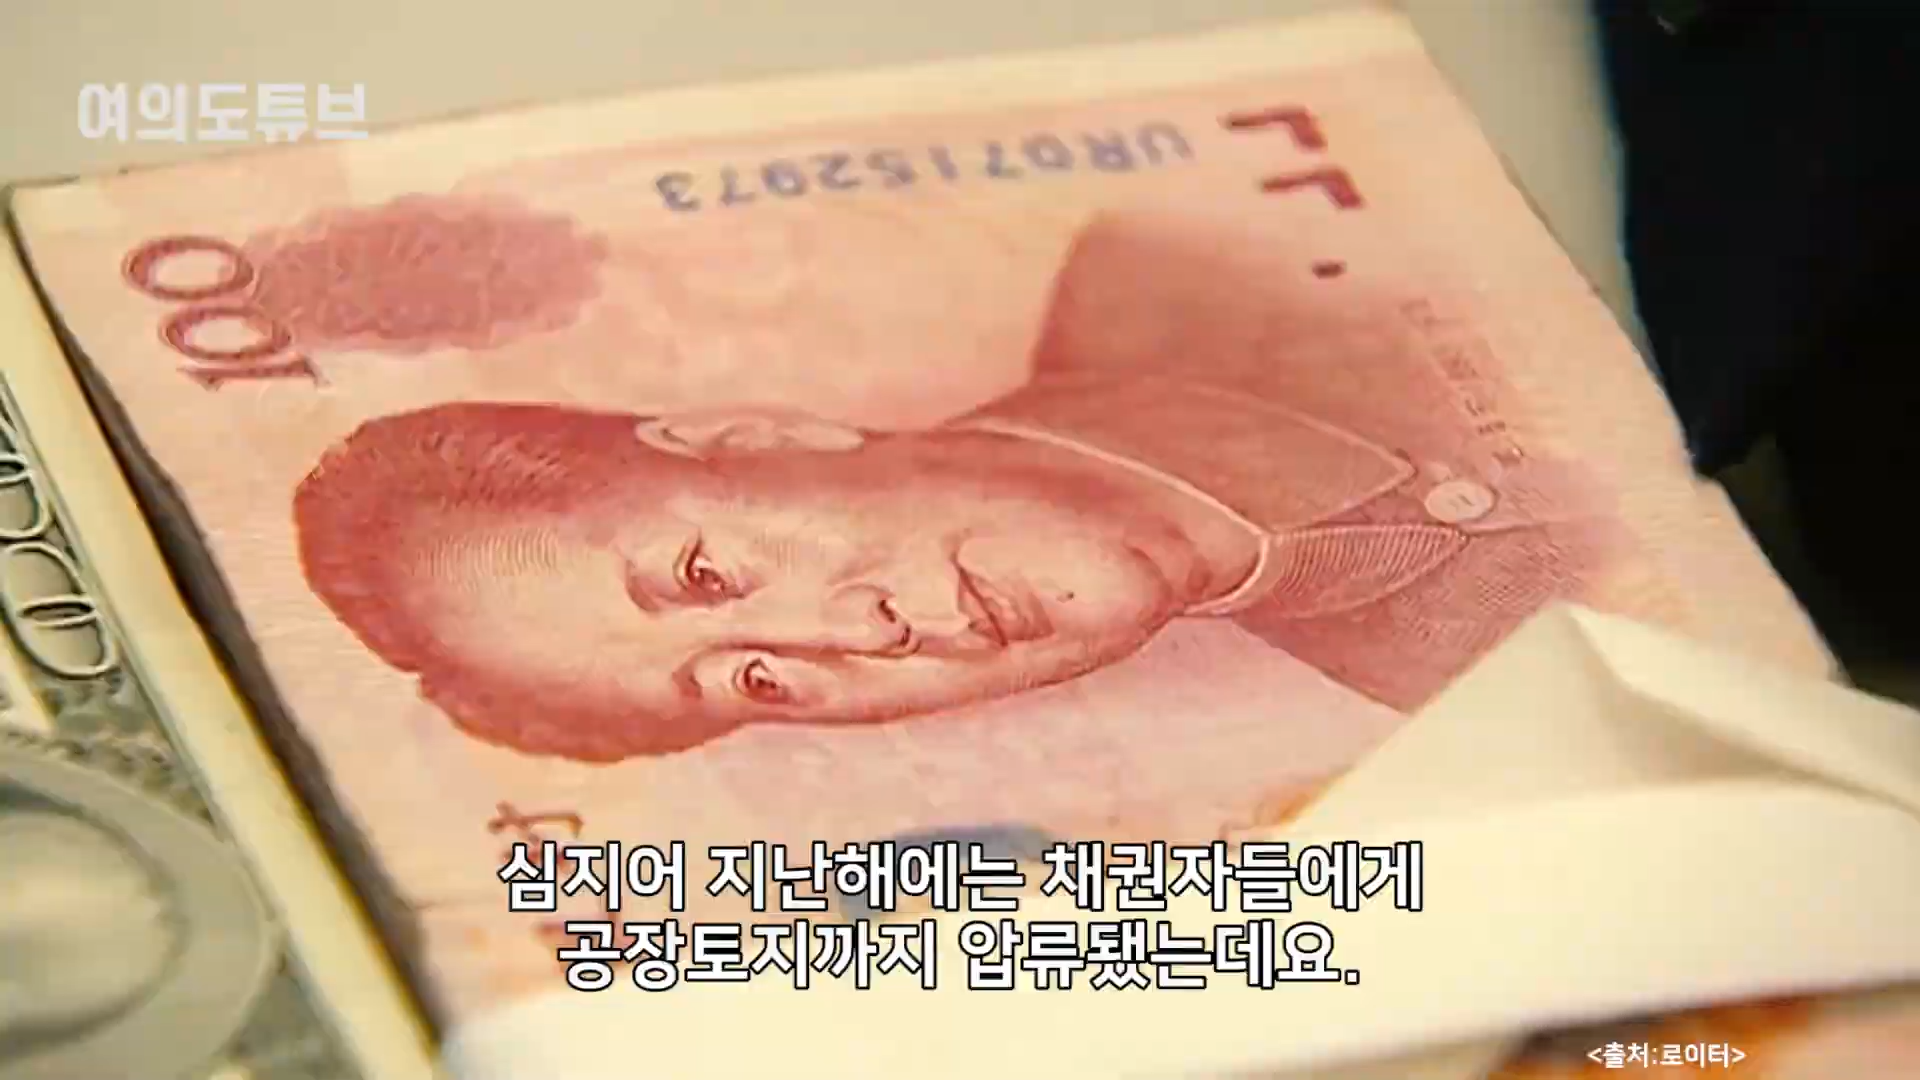 여의도튜브
UR07152973
100
심지어 지난해에는 채권자들에게
공장토지까지 압류됐는데요.
<출처:로이터>